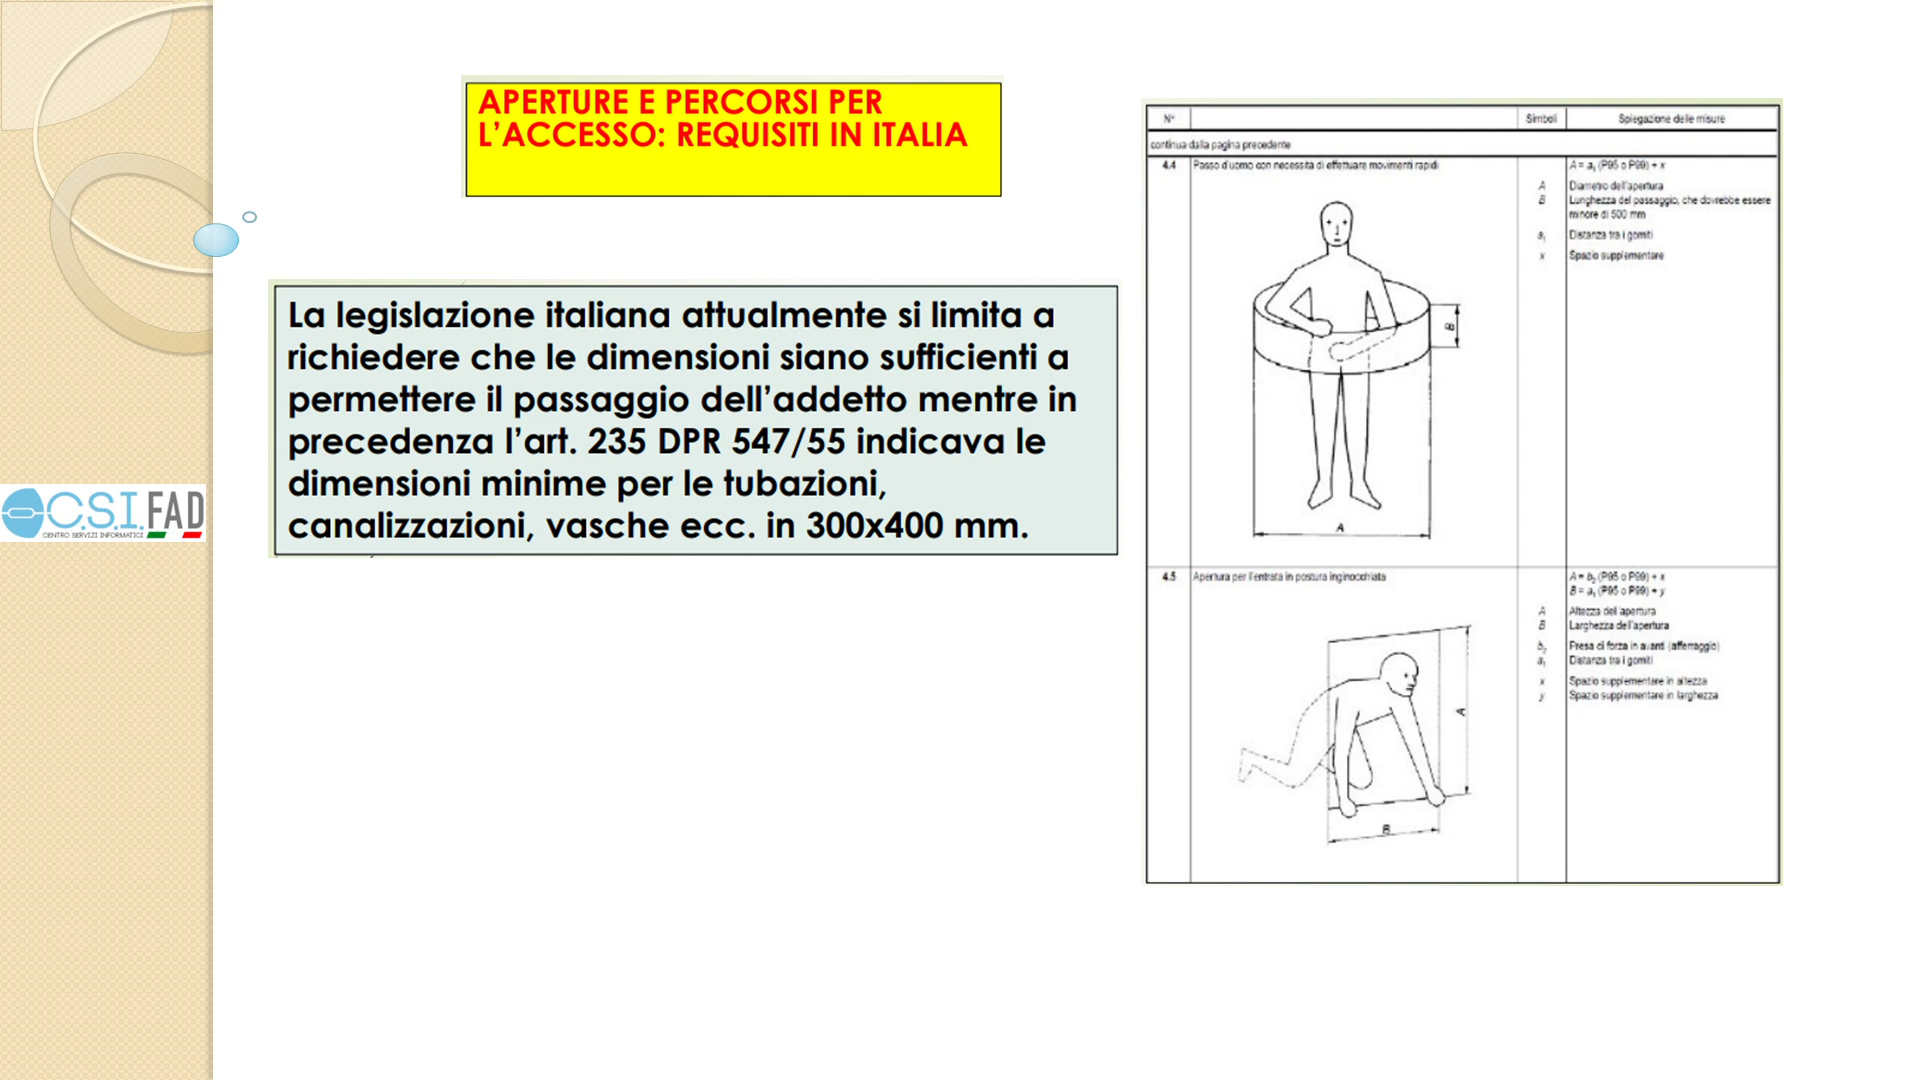 APERTURE E PERCORSI PER
L’ACCESSO: REQUISITI IN ITALIA
La legislazione italiana attualmente si limita a
richiedere che le dimensioni siano sufficienti a
permettere il passaggio dell’addetto mentre in
precedenza l’art. 235 DPR 547/55 indicava le
dimensioni minime per le tubazioni,
canalizzazioni, vasche ecc. in 300x400 mm.
C.S.I. FAD
CENTRO SERVIZI INFORMATICI
N° Simboli Spiegazione delle misure
continua dalla pagina precedente
4.4 Passo d'uomo con necessità di effettuare movimenti rapidi A = a1 (P95 o P99) + x
A Diametro dell'apertura
B Lunghezza del passaggio, che dovrebbe essere
minore di 500 mm
a1 Distanza tra i gomiti
x Spazio supplementare
B
A
4.5 Apertura per l'entrata in postura inginocchiata A = b2 (P95 o P99) + x
B = a1 (P95 o P99) + y
A Altezza dell'apertura
B Larghezza dell'apertura
b2 Presa di forza in avanti (afferraggio)
a1 Distanza tra i gomiti
x Spazio supplementare in altezza
y Spazio supplementare in larghezza
A
B